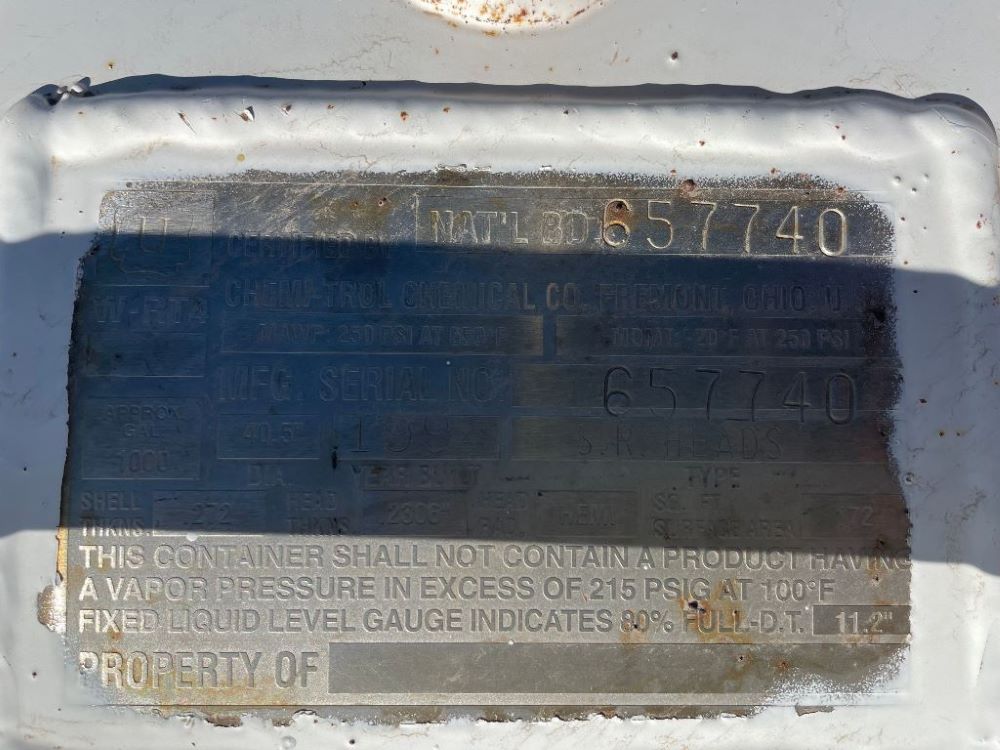 U CERTIFIED BY NAT'L BD. 657740
W-RT4 CHEMI-TROL CHEMICAL CO. FREMONT, OHIO, U.
MAWP: 250 PSI AT 650°F MDMT: -20°F AT 250 PSI
MFG. SERIAL NO. 657740
APPROX
GAL
1000
40.5" S.R. HEADS
DIA. YEAR BUILT TYPE
SHELL THKNS. .272 HEAD THKNS. HEAD HEMI SQ. FT. SURFACE AREA 172
THIS CONTAINER SHALL NOT CONTAIN A PRODUCT HAVING
A VAPOR PRESSURE IN EXCESS OF 215 PSIG AT 100°F
FIXED LIQUID LEVEL GAUGE INDICATES 80% FULL-D.T. 11.2"
PROPERTY OF